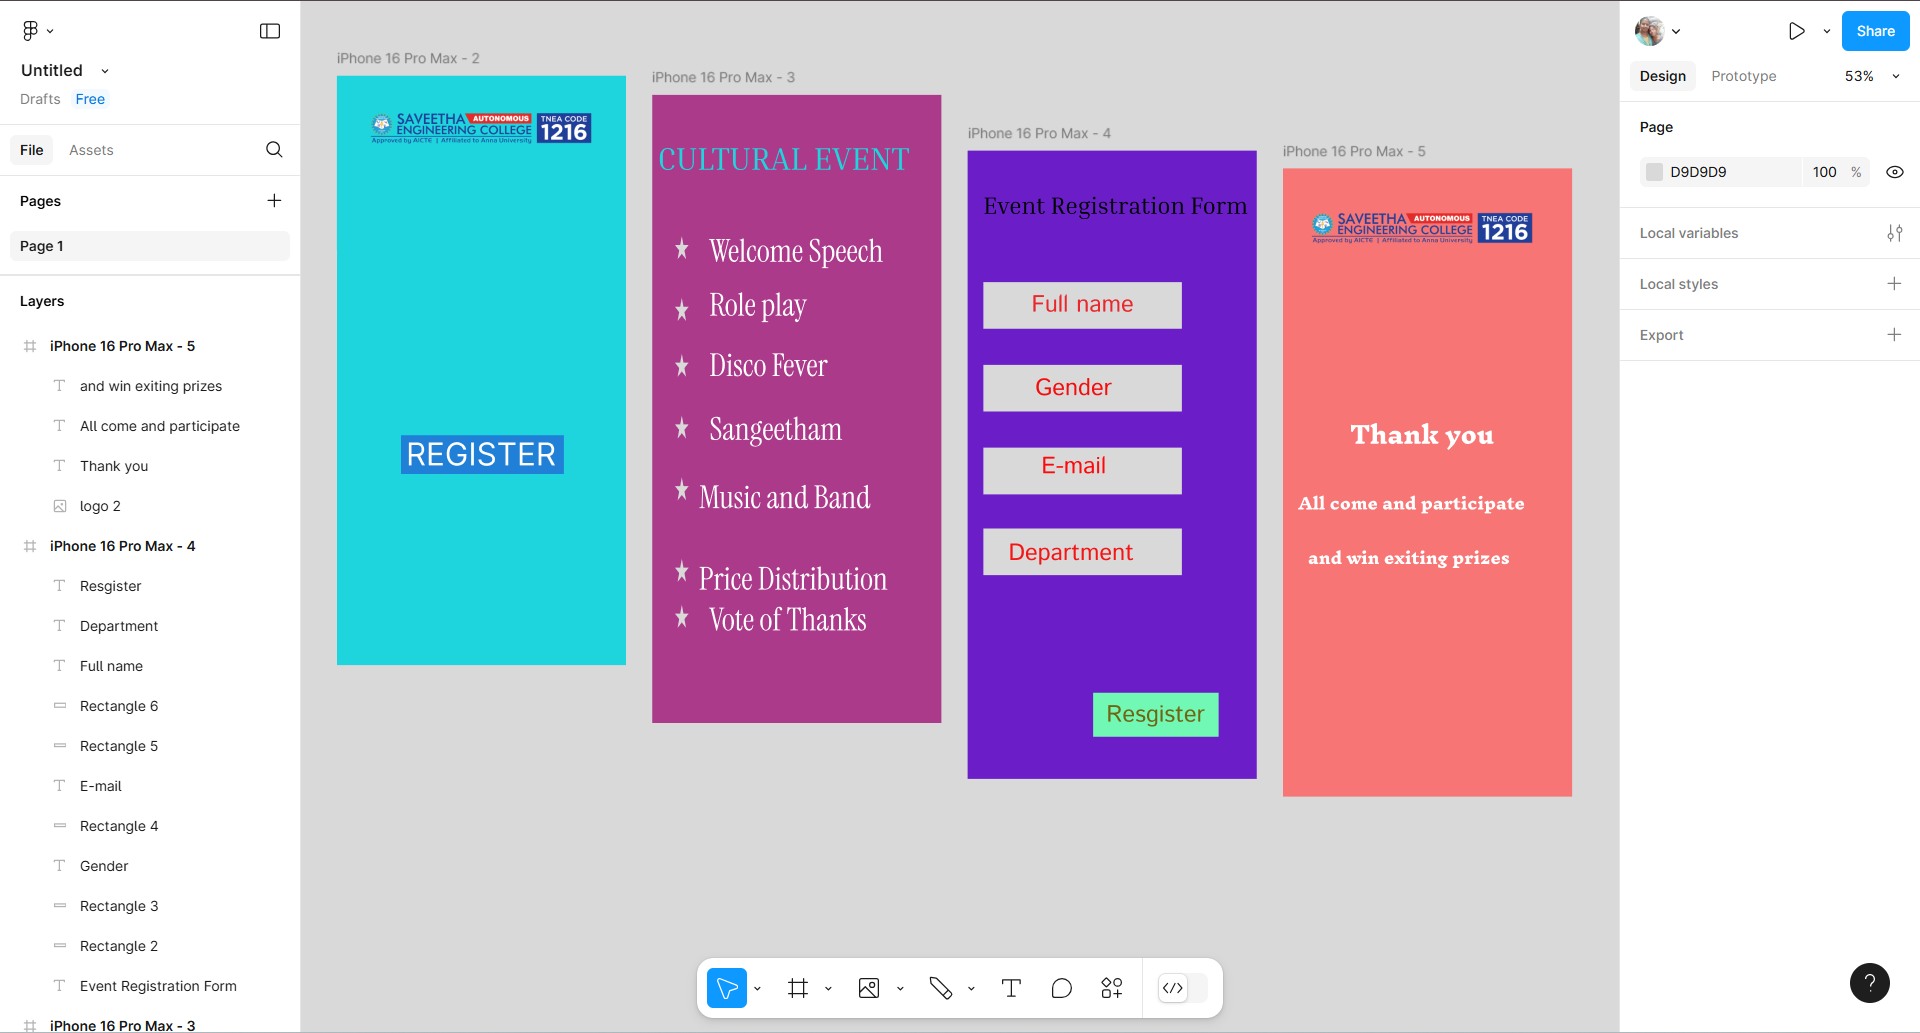 Untitled
Drafts Free
File Assets
Pages
Page 1
Layers
iPhone 16 Pro Max - 5
and win exiting prizes
All come and participate
Thank you
logo 2
iPhone 16 Pro Max - 4
Resgister
Department
Full name
Rectangle 6
Rectangle 5
E-mail
Rectangle 4
Gender
Rectangle 3
Rectangle 2
Event Registration Form
iPhone 16 Pro Max - 3
iPhone 16 Pro Max - 2
SAVEETHA AUTONOMOUS TNEA CODE
ENGINEERING COLLEGE 1216
Approved by AICTE | Affiliated to Anna University
REGISTER
iPhone 16 Pro Max - 3
CULTURAL EVENT
Welcome Speech
Role play
Disco Fever
Sangeetham
Music and Band
Price Distribution
Vote of Thanks
iPhone 16 Pro Max - 4
Event Registration Form
Full name
Gender
E-mail
Department
Resgister
iPhone 16 Pro Max - 5
SAVEETHA AUTONOMOUS TNEA CODE
ENGINEERING COLLEGE 1216
Approved by AICTE | Affiliated to Anna University
Thank you
All come and participate
and win exiting prizes
Share
Design Prototype 53%
Page
D9D9D9 100 %
Local variables
Local styles
Export
?